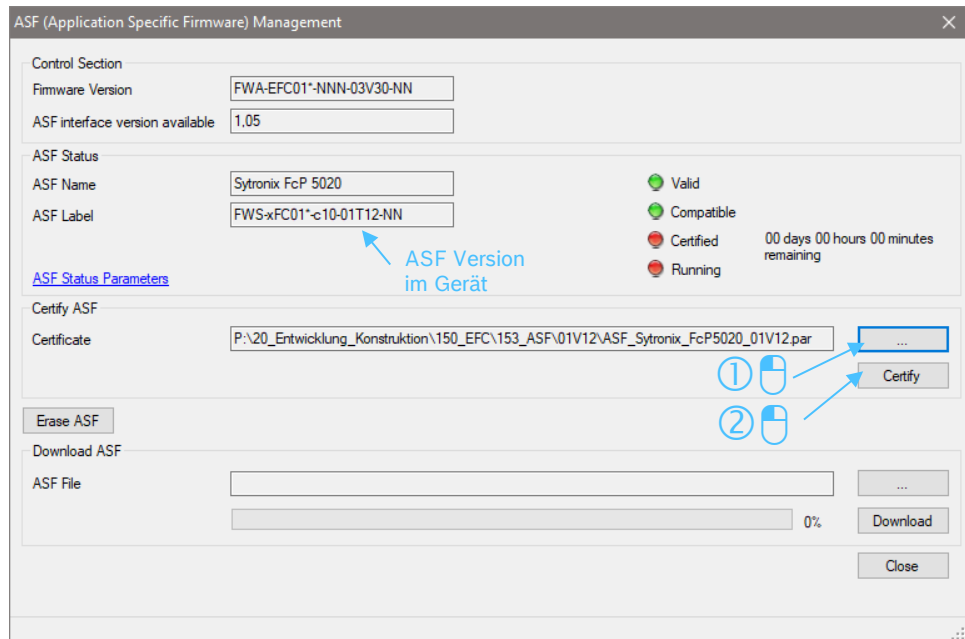 ASF (Application Specific Firmware) Management
Control Section
Firmware Version FWA-EFC01*-NNN-03V30-NN
ASF interface version available 1,05
ASF Status
ASF Name Sytronix FcP 5020 Valid
ASF Label FWS-xFC01*-c10-01T12-NN Compatible
Certified 00 days 00 hours 00 minutes
remaining
Running
ASF Version
im Gerät
ASF Status Parameters
Certify ASF
Certificate P:\20_Entwicklung_Konstruktion\150_EFC\153_ASF\01V12\ASF_Sytronix_FcP5020_01V12.par ...
① Certify
②
Erase ASF
Download ASF
ASF File ...
0% Download
Close